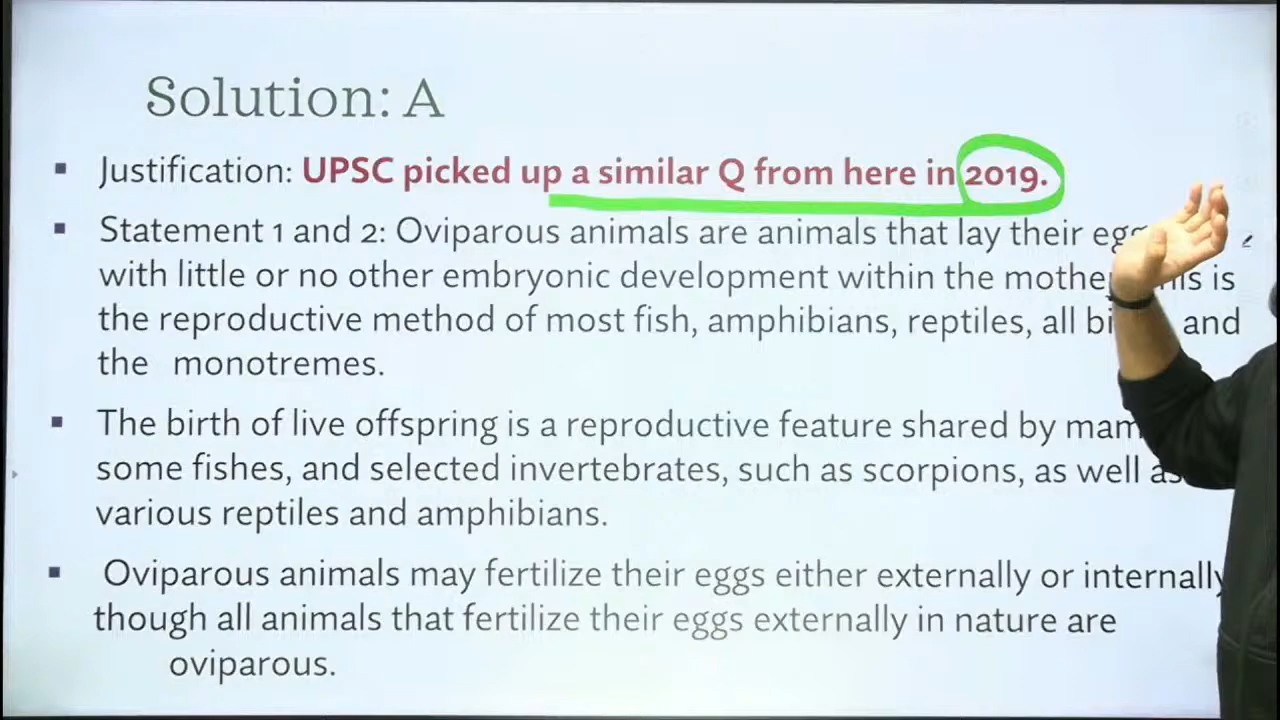 Solution: A
▪ Justification: UPSC picked up a similar Q from here in 2019.
▪ Statement 1 and 2: Oviparous animals are animals that lay their
with little or no other embryonic development within the is
the reproductive method of most fish, amphibians, reptiles, all and
the monotremes.
▪ The birth of live offspring is a reproductive feature shared by
some fishes, and selected invertebrates, such as scorpions, as well as
various reptiles and amphibians.
▪ Oviparous animals may fertilize their eggs either externally or internally
though all animals that fertilize their eggs externally in nature are
oviparous.